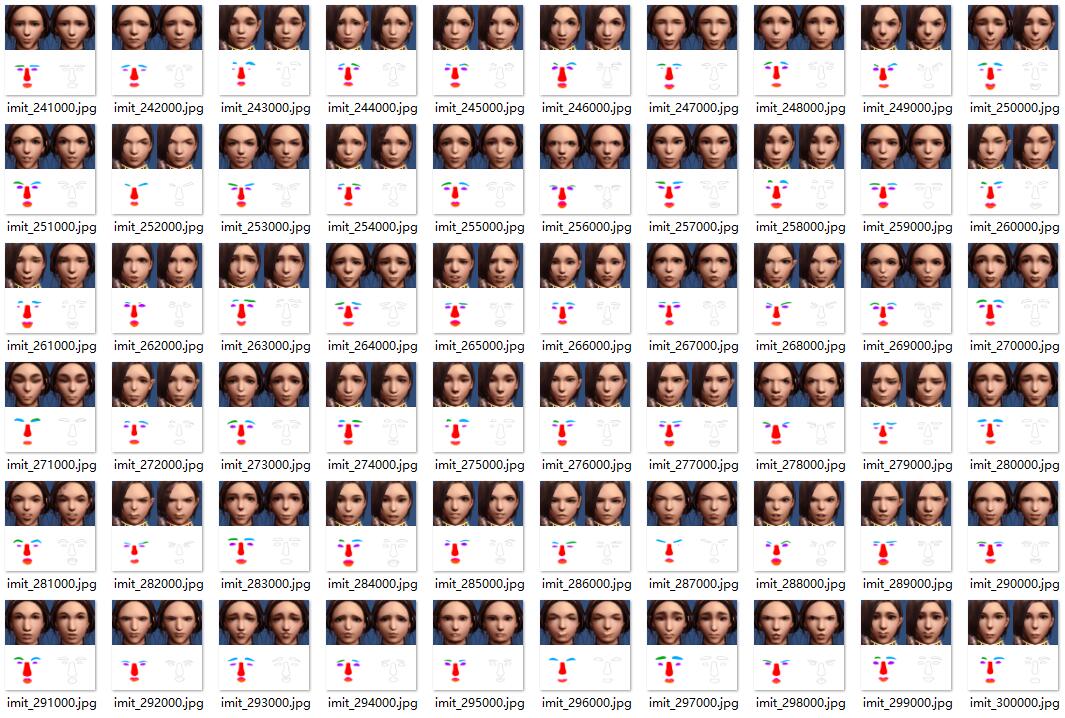 imit_241000.jpg imit_242000.jpg imit_243000.jpg imit_244000.jpg imit_245000.jpg imit_246000.jpg imit_247000.jpg imit_248000.jpg imit_249000.jpg imit_250000.jpg
imit_251000.jpg imit_252000.jpg imit_253000.jpg imit_254000.jpg imit_255000.jpg imit_256000.jpg imit_257000.jpg imit_258000.jpg imit_259000.jpg imit_260000.jpg
imit_261000.jpg imit_262000.jpg imit_263000.jpg imit_264000.jpg imit_265000.jpg imit_266000.jpg imit_267000.jpg imit_268000.jpg imit_269000.jpg imit_270000.jpg
imit_271000.jpg imit_272000.jpg imit_273000.jpg imit_274000.jpg imit_275000.jpg imit_276000.jpg imit_277000.jpg imit_278000.jpg imit_279000.jpg imit_280000.jpg
imit_281000.jpg imit_282000.jpg imit_283000.jpg imit_284000.jpg imit_285000.jpg imit_286000.jpg imit_287000.jpg imit_288000.jpg imit_289000.jpg imit_290000.jpg
imit_291000.jpg imit_292000.jpg imit_293000.jpg imit_294000.jpg imit_295000.jpg imit_296000.jpg imit_297000.jpg imit_298000.jpg imit_299000.jpg imit_300000.jpg